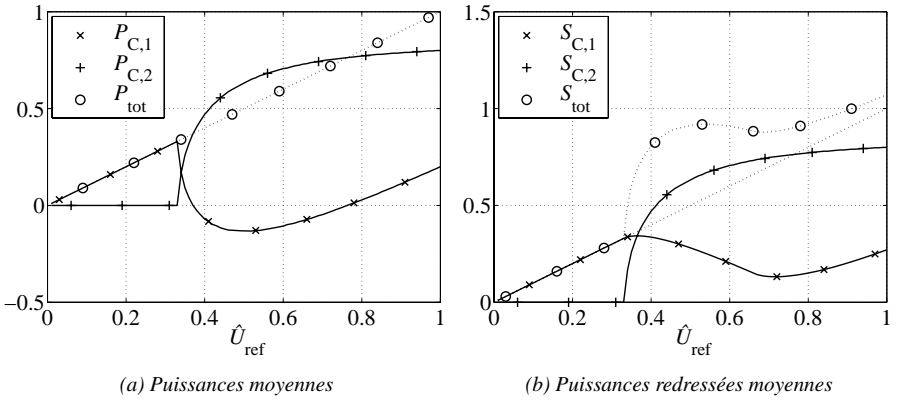 1
0.5
0
−0.5
0
0.2
0.4
0.6
0.8
1
Û_ref
P_C,1
P_C,2
P_tot
(a) Puissances moyennes
1.5
1
0.5
0
0
0.2
0.4
0.6
0.8
1
Û_ref
S_C,1
S_C,2
S_tot
(b) Puissances redressées moyennes